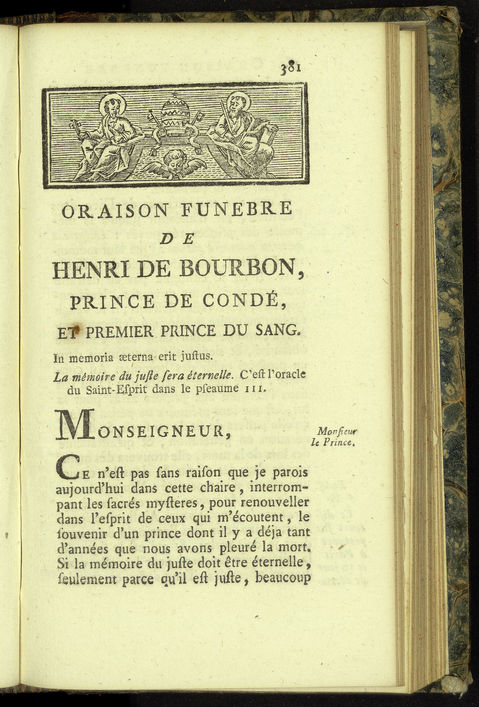 381
ORAISON FUNEBRE
DE
HENRI DE BOURBON,
PRINCE DE CONDÉ,
ET PREMIER PRINCE DU SANG.
In memoria æterna erit juſtus.
La mémoire du juſte ſera éternelle. C'eſt l'oracle
du Saint-Eſprit dans le pſeaume III.
MONSEIGNEUR,
Monſieur
le Prince.
CE n'eſt pas ſans raiſon que je parois
aujourd'hui dans cette chaire, interrom-
pant les ſacrés myſteres, pour renouveller
dans l'eſprit de ceux qui m'écoutent, le
ſouvenir d'un prince dont il y a déja tant
d'années que nous avons pleuré la mort.
Si la mémoire du juſte doit être éternelle,
ſeulement parce qu'il eſt juſte, beaucoup